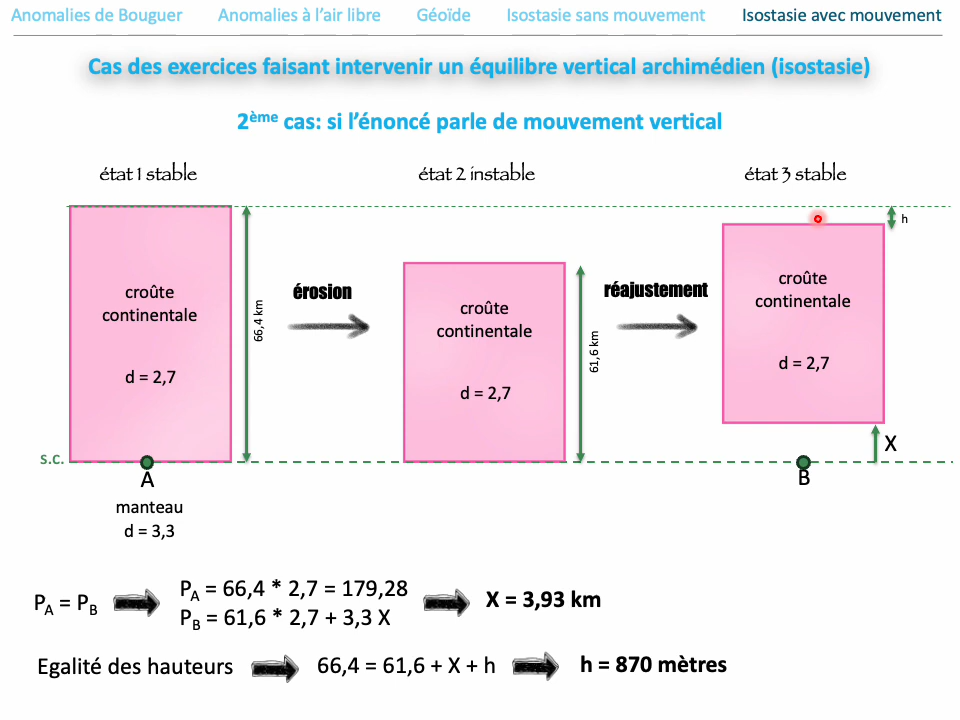 Anomalies de Bouguer Anomalies à l'air libre Géoïde Isostasie sans mouvement Isostasie avec mouvement
Cas des exercices faisant intervenir un équilibre vertical archimédien (isostasie)
2ème cas: si l'énoncé parle de mouvement vertical
état 1 stable état 2 instable état 3 stable
h
croûte
continentale
d = 2,7
66,4 km
érosion
croûte
continentale
d = 2,7
61,6 km
réajustement
croûte
continentale
d = 2,7
X
s.c.
A
B
manteau
d = 3,3
PA = PB
PA = 66,4 * 2,7 = 179,28
PB = 61,6 * 2,7 + 3,3 X
X = 3,93 km
Egalité des hauteurs 66,4 = 61,6 + X + h h = 870 mètres